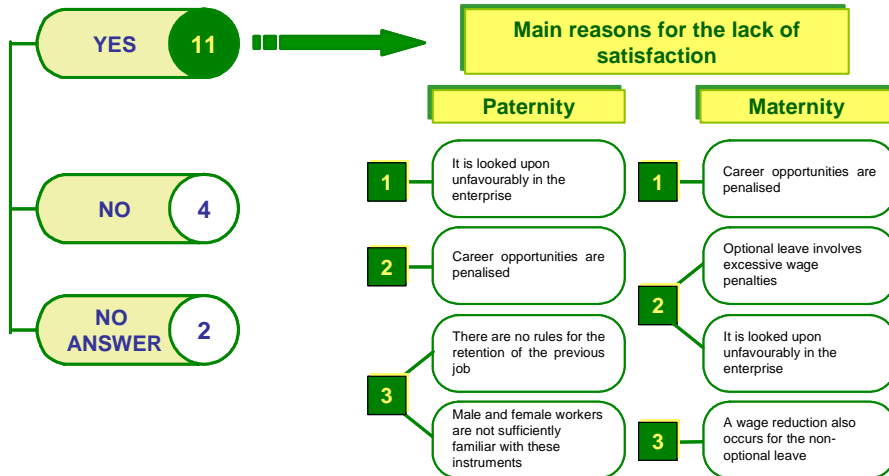 YES
11
NO
4
NO
ANSWER
2
Main reasons for the lack of
satisfaction
Paternity
1
It is looked upon
unfavourably in the
enterprise
2
Career opportunities are
penalised
3
There are no rules for the
retention of the previous
job
Male and female workers
are not sufficiently
familiar with these
instruments
Maternity
1
Career opportunities are
penalised
2
Optional leave involves
excessive wage
penalties
It is looked upon
unfavourably in the
enterprise
3
A wage reduction also
occurs for the non-
optional leave